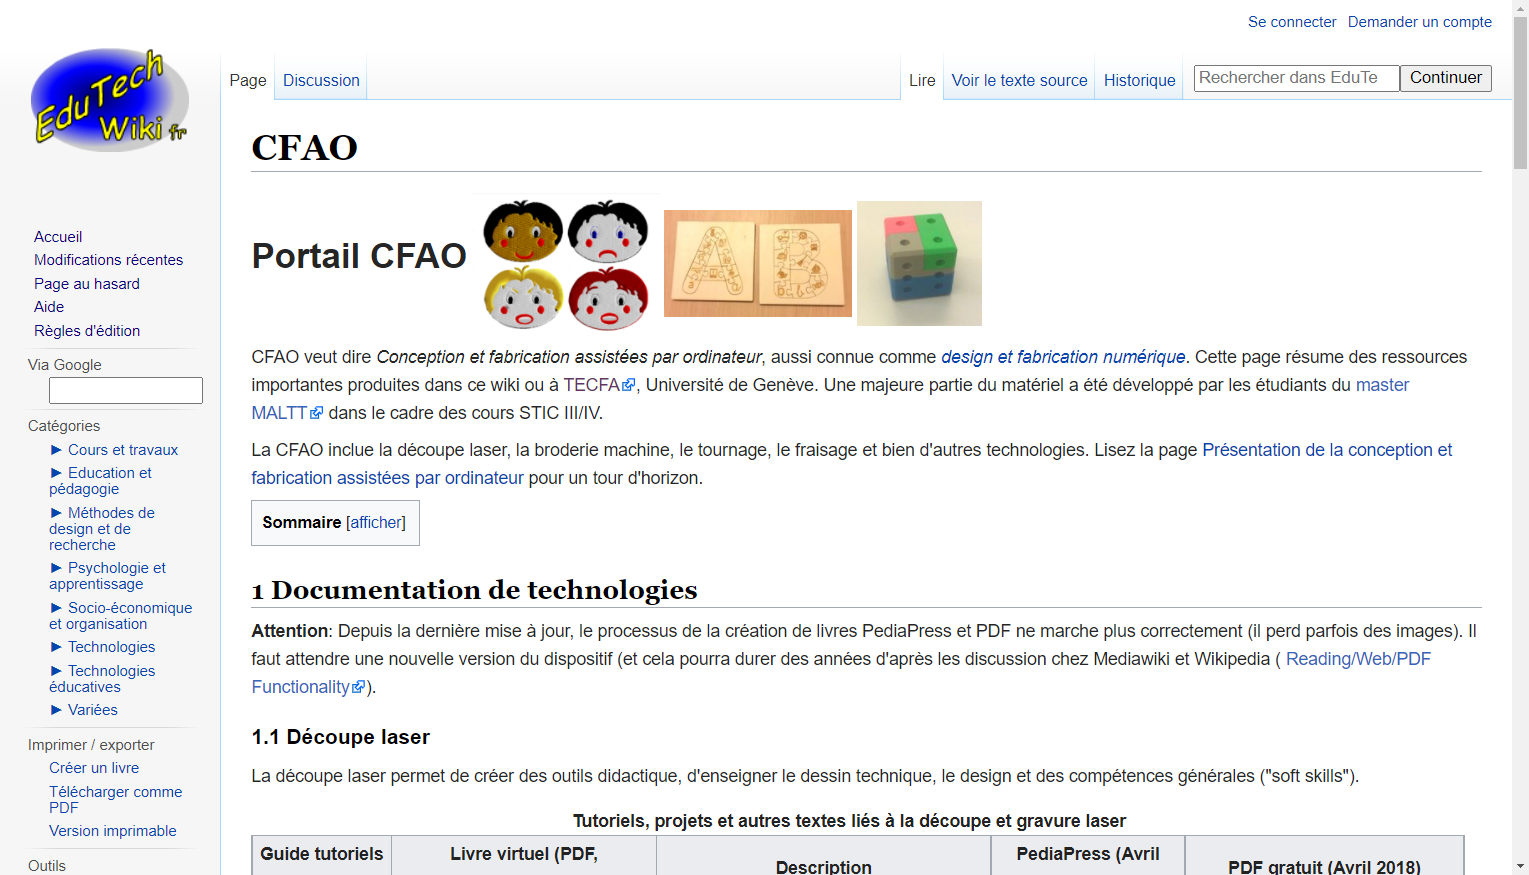 Se connecter Demander un compte
EduTech
Wiki fr
Page Discussion Lire Voir le texte source Historique Rechercher dans EduTe Continuer
CFAO
Portail CFAO
A B
CFAO veut dire Conception et fabrication assistées par ordinateur, aussi connue comme design et fabrication numérique. Cette page résume des ressources
importantes produites dans ce wiki ou à TECFA, Université de Genève. Une majeure partie du matériel a été développé par les étudiants du master
MALTT dans le cadre des cours STIC III/IV.
La CFAO inclue la découpe laser, la broderie machine, le tournage, le fraisage et bien d'autres technologies. Lisez la page Présentation de la conception et
fabrication assistées par ordinateur pour un tour d'horizon.
Sommaire [afficher]
1 Documentation de technologies
Attention: Depuis la dernière mise à jour, le processus de la création de livres PediaPress et PDF ne marche plus correctement (il perd parfois des images). Il
faut attendre une nouvelle version du dispositif (et cela pourra durer des années d'après les discussion chez Mediawiki et Wikipedia ( Reading/Web/PDF
Functionality).
1.1 Découpe laser
La découpe laser permet de créer des outils didactique, d'enseigner le dessin technique, le design et des compétences générales ("soft skills").
Tutoriels, projets et autres textes liés à la découpe et gravure laser
Guide tutoriels Livre virtuel (PDF, Description PediaPress (Avril PDF gratuit (Avril 2018)
Accueil
Modifications récentes
Page au hasard
Aide
Règles d'édition
Via Google
Catégories
► Cours et travaux
► Education et
pédagogie
► Méthodes de
design et de
recherche
► Psychologie et
apprentissage
► Socio-économique
et organisation
► Technologies
► Technologies
éducatives
► Variées
Imprimer / exporter
Créer un livre
Télécharger comme
PDF
Version imprimable
Outils